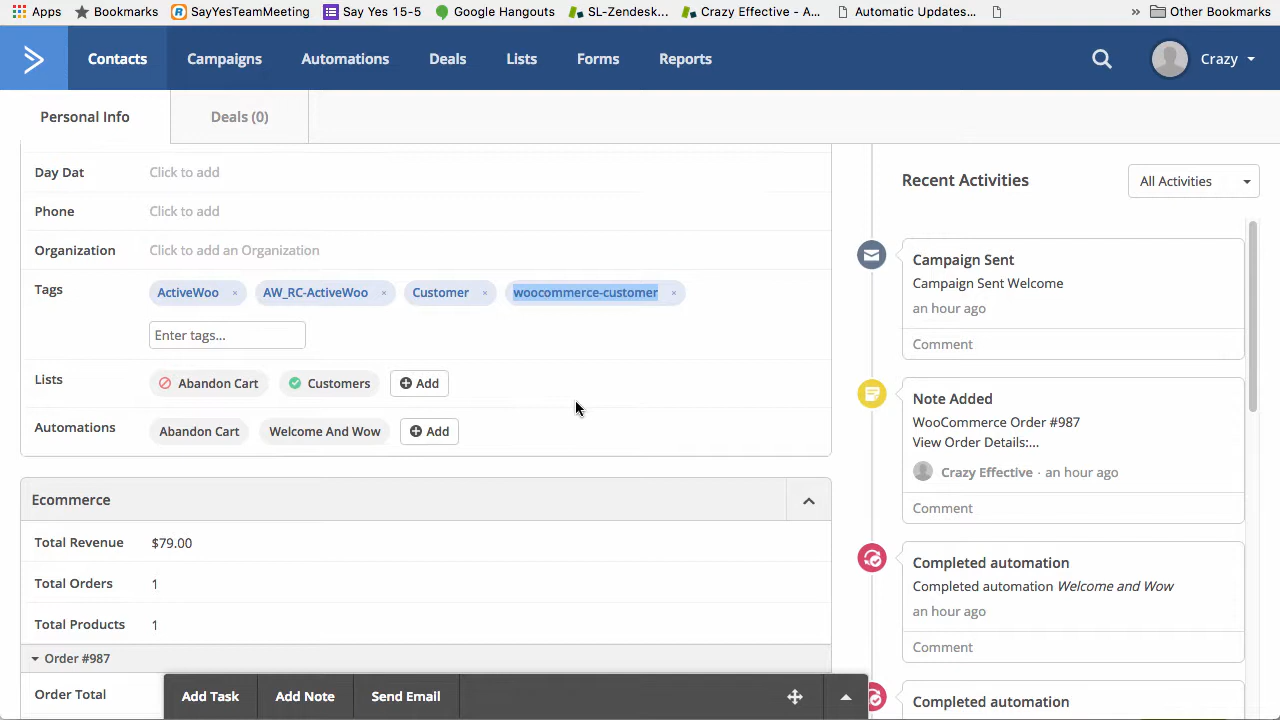 Apps Bookmarks SayYesTeamMeeting Say Yes 15-5 Google Hangouts SL-Zendesk... Crazy Effective - A... Automatic Updates... » Other Bookmarks
Contacts Campaigns Automations Deals Lists Forms Reports Crazy
Personal Info Deals (0)
Day Dat Click to add
Phone Click to add
Organization Click to add an Organization
Tags ActiveWoo × AW_RC-ActiveWoo × Customer × woocommerce-customer ×
Enter tags...
Lists Abandon Cart Customers Add
Automations Abandon Cart Welcome And Wow Add
Ecommerce
Total Revenue $79.00
Total Orders 1
Total Products 1
Order #987
Order Total
Add Task Add Note Send Email
Recent Activities All Activities
Campaign Sent
Campaign Sent Welcome
an hour ago
Comment
Note Added
WooCommerce Order #987
View Order Details:...
Crazy Effective · an hour ago
Comment
Completed automation
Completed automation Welcome and Wow
an hour ago
Comment
Completed automation